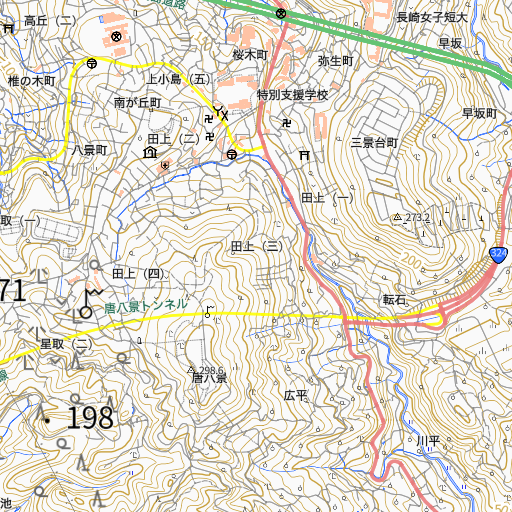 高丘（二）
長崎女子短大
早坂
桜木町
弥生町
椎の木町
上小島（五）
特別支援学校
南が丘町
早坂町
田上（二）
三景台町
八景町
田上（一）
273.2
取（一）
田上（三）
324
田上（四）
71
転石
唐八景トンネル
星取（二）
298.6
唐八景
広平
198
川平
池